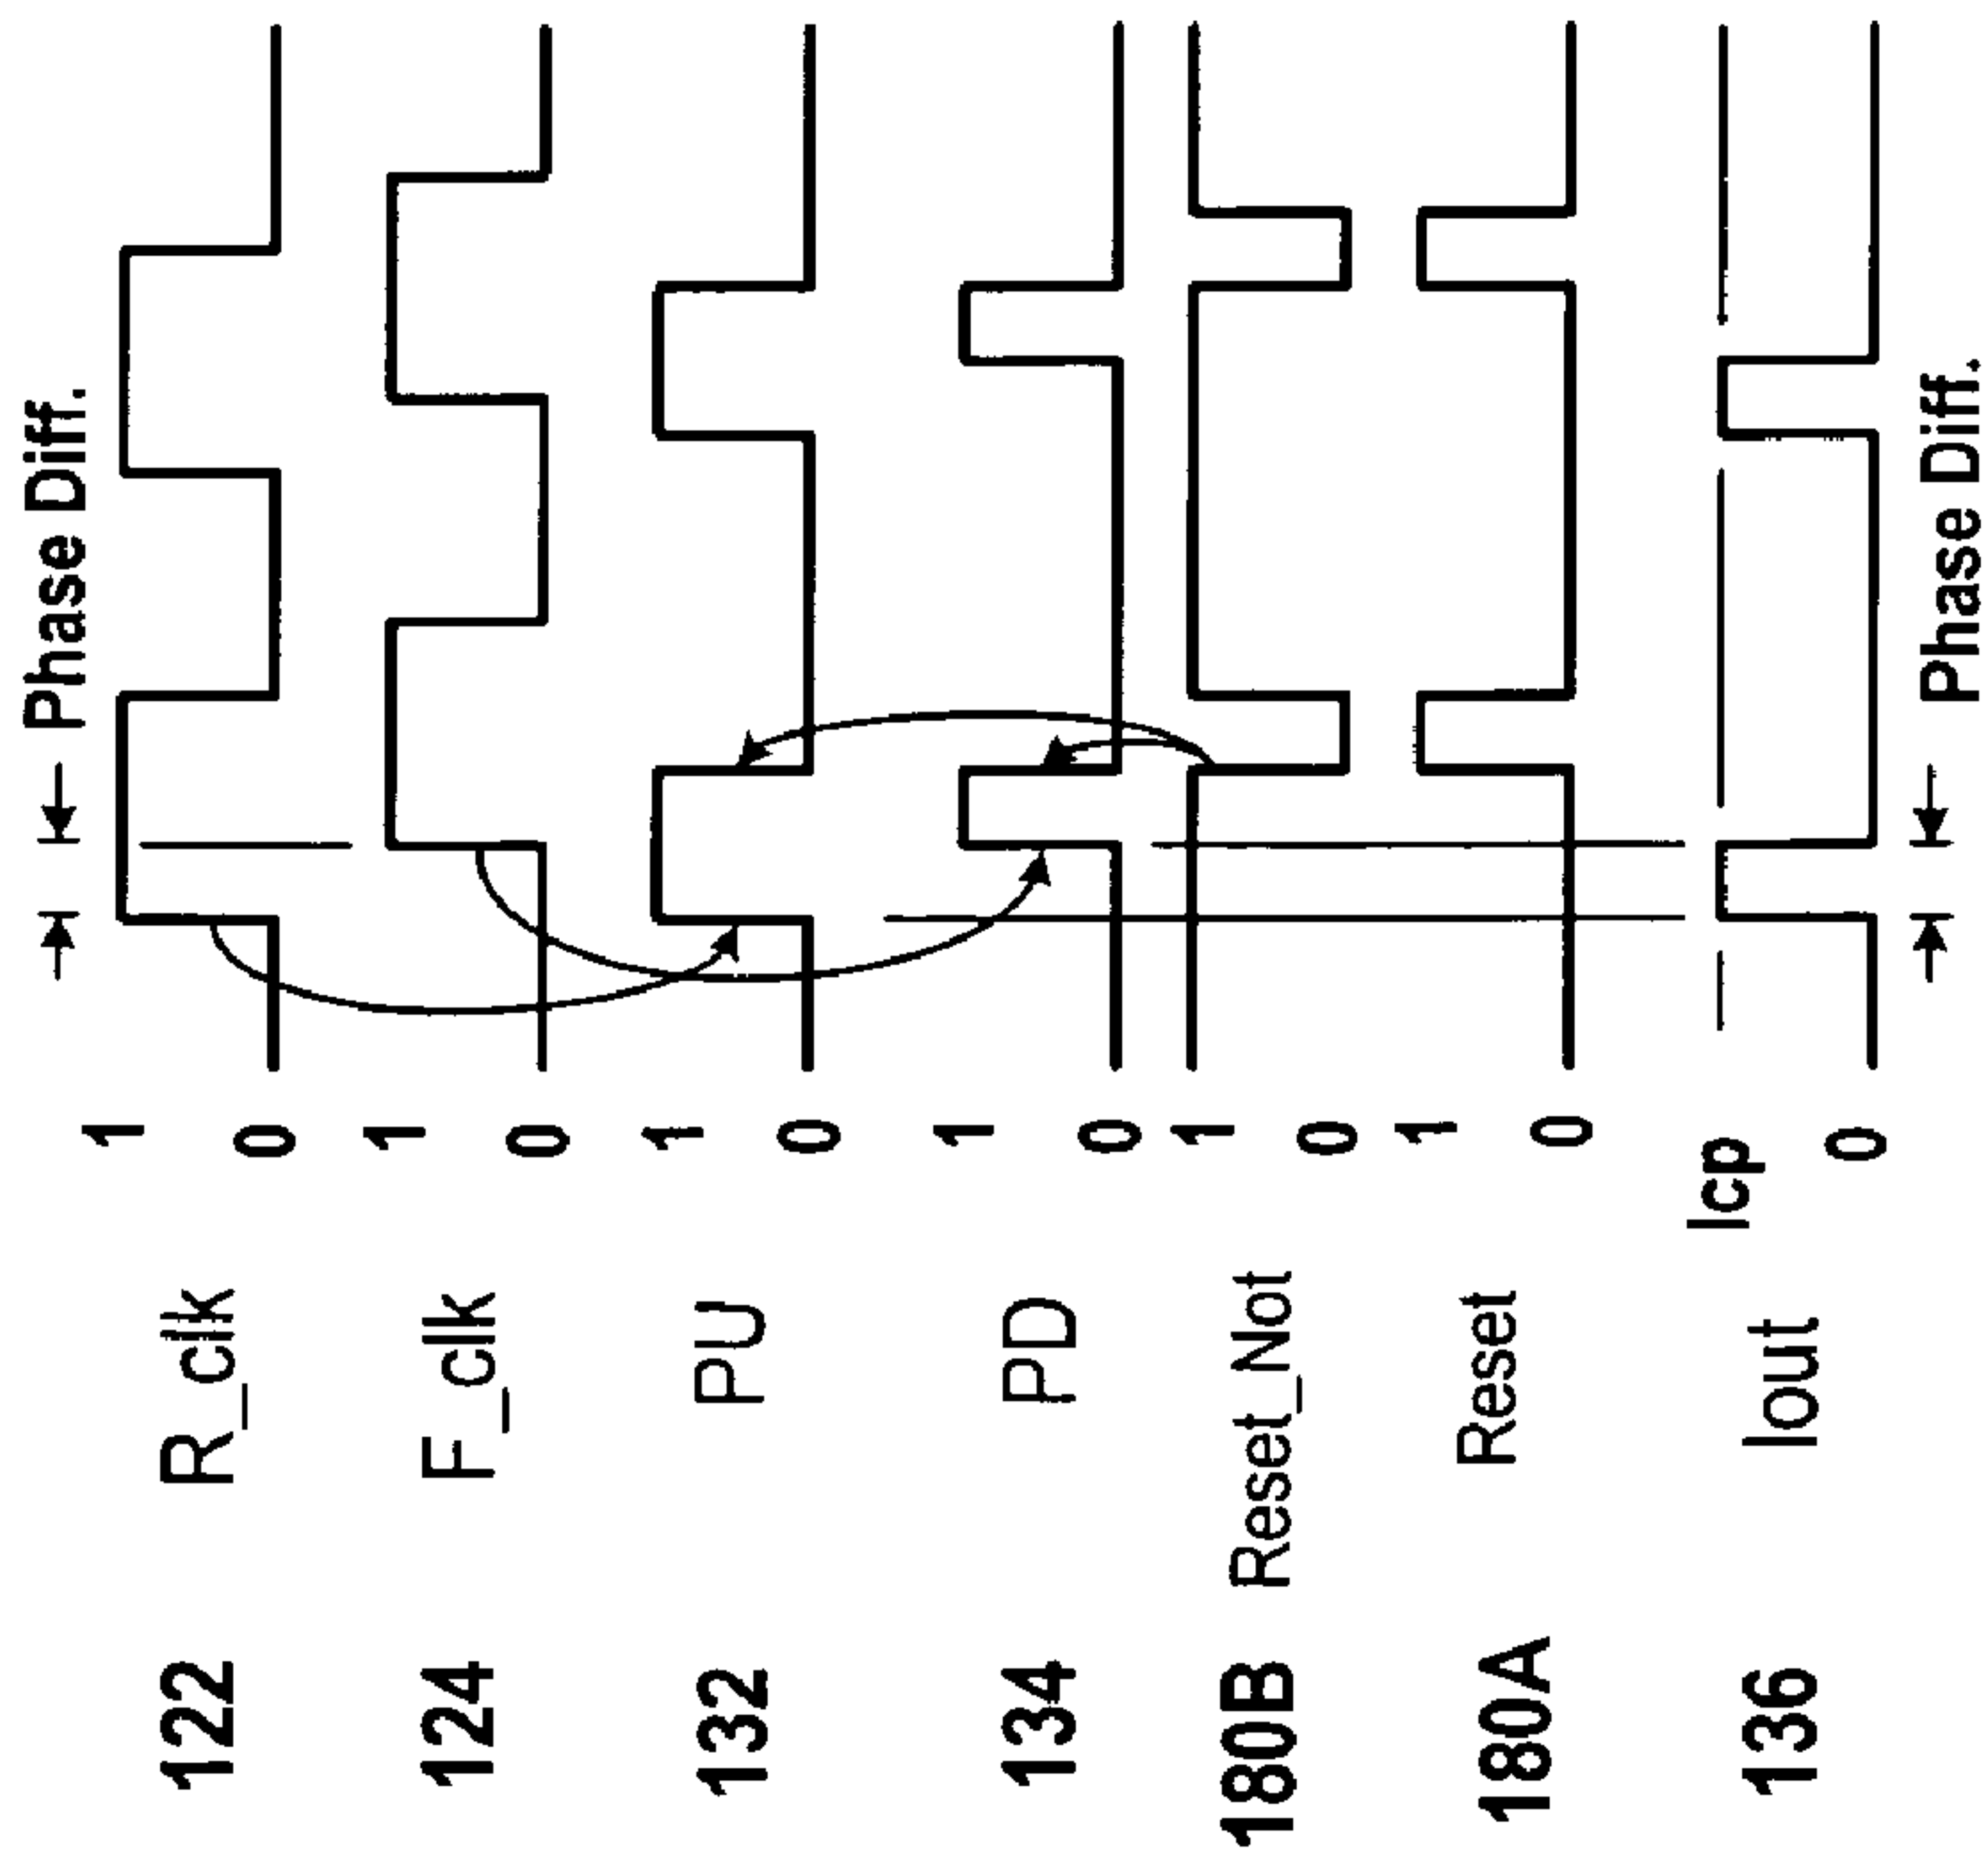 Phase Diff.
122 R_clk 1 0
124 F_clk 1 0
132 PU 1 0
134 PD 1 0
180B Reset_Not 1 0
180A Reset 1 0
136 Iout Icp 0
Phase Diff.